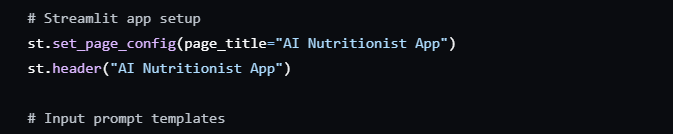 # Streamlit app setup
st.set_page_config(page_title="AI Nutritionist App")
st.header("AI Nutritionist App")
# Input prompt templates